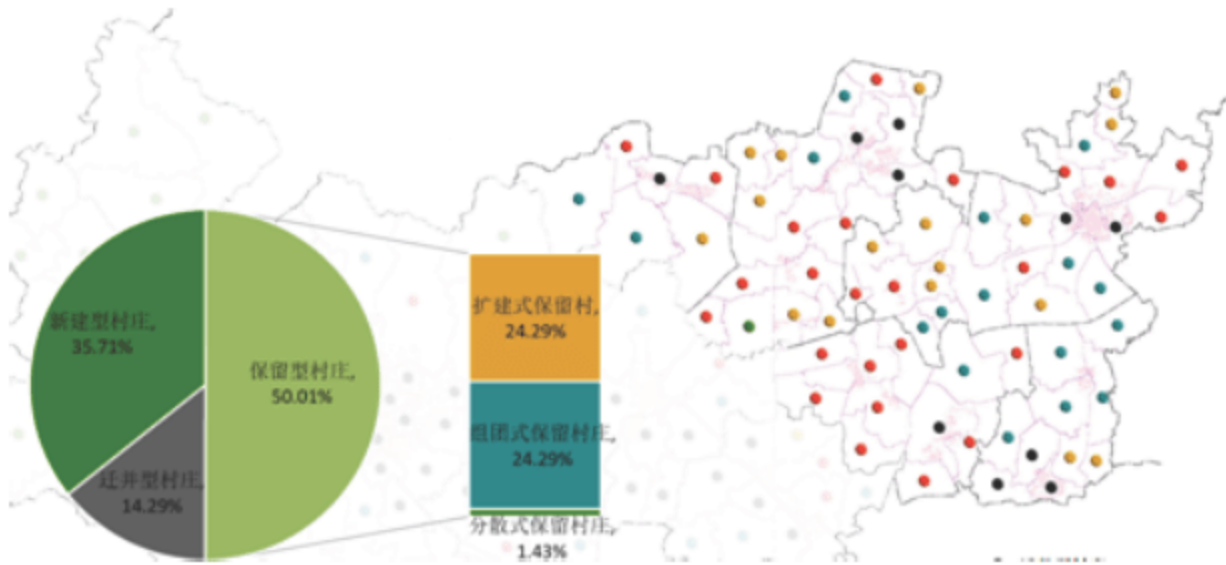 新建型村庄,
35.71%
保留型村庄,
50.01%
迁并型村庄,
14.29%
扩建式保留村,
24.29%
组团式保留村庄,
24.29%
分散式保留村庄,
1.43%